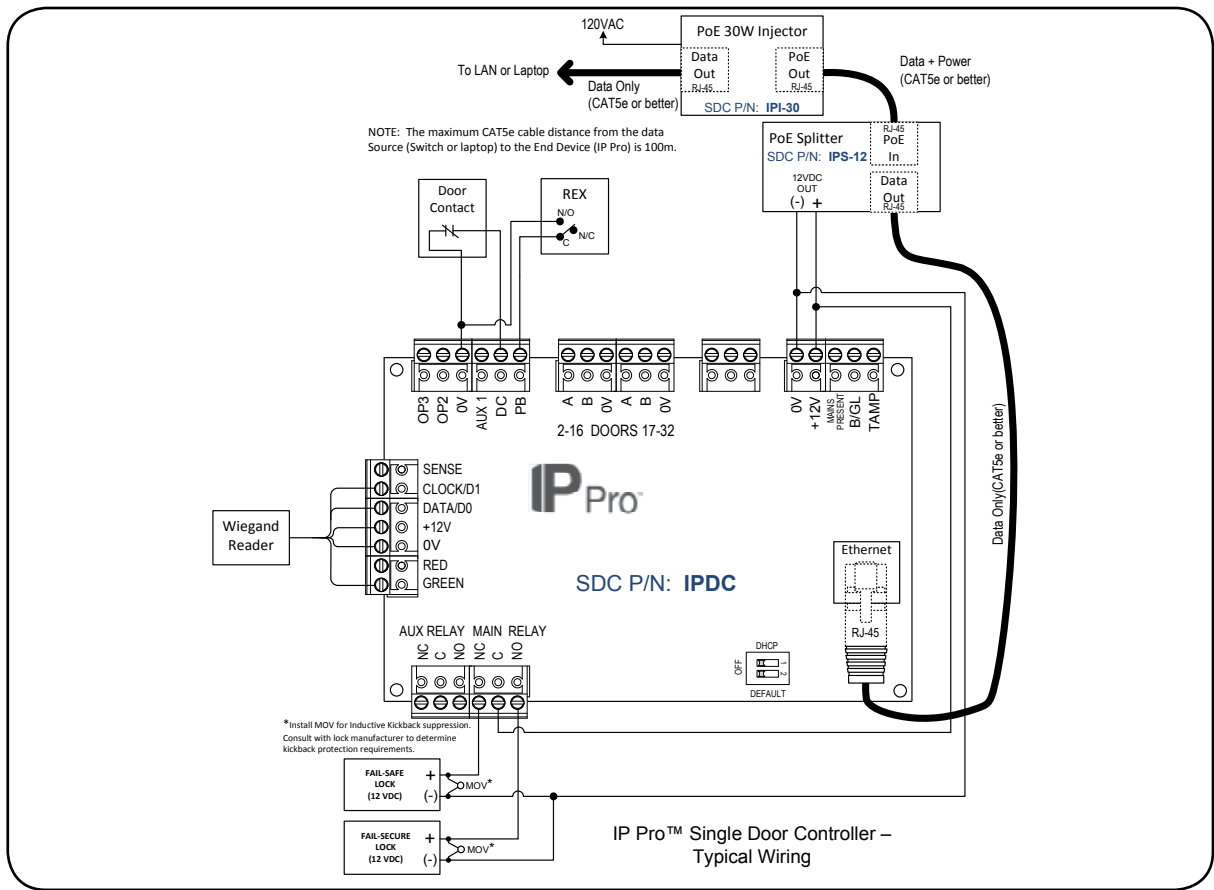 120VAC
PoE 30W Injector
Data
Out
RJ-45
PoE
Out
RJ-45
SDC P/N: IPI-30
To LAN or Laptop
Data Only
(CAT5e or better)
Data + Power
(CAT5e or better)
NOTE: The maximum CAT5e cable distance from the data
Source (Switch or laptop) to the End Device (IP Pro) is 100m.
PoE Splitter
SDC P/N: IPS-12
RJ-45
PoE
In
12VDC
OUT
(-) +
Data
Out
RJ-45
Door
Contact
REX
N/O
N/C
C
OP3
OP2
0V
AUX 1
DC
PB
A
B
0V
A
B
0V
2-16 DOORS 17-32
0V
+12V
MAINS
PRESENT
B/GL
TAMP
Data Only(CAT5e or better)
SENSE
CLOCK/D1
DATA/D0
+12V
0V
RED
GREEN
Wiegand
Reader
IP Pro™
SDC P/N: IPDC
Ethernet
RJ-45
AUX RELAY MAIN RELAY
NC
C
NO
NC
C
NO
DHCP
OFF
1
2
DEFAULT
*Install MOV for Inductive Kickback suppression.
Consult with lock manufacturer to determine
kickback protection requirements.
FAIL-SAFE
LOCK
(12 VDC)
+
(-)
MOV*
FAIL-SECURE
LOCK
(12 VDC)
+
(-)
MOV*
IP Pro™ Single Door Controller –
Typical Wiring